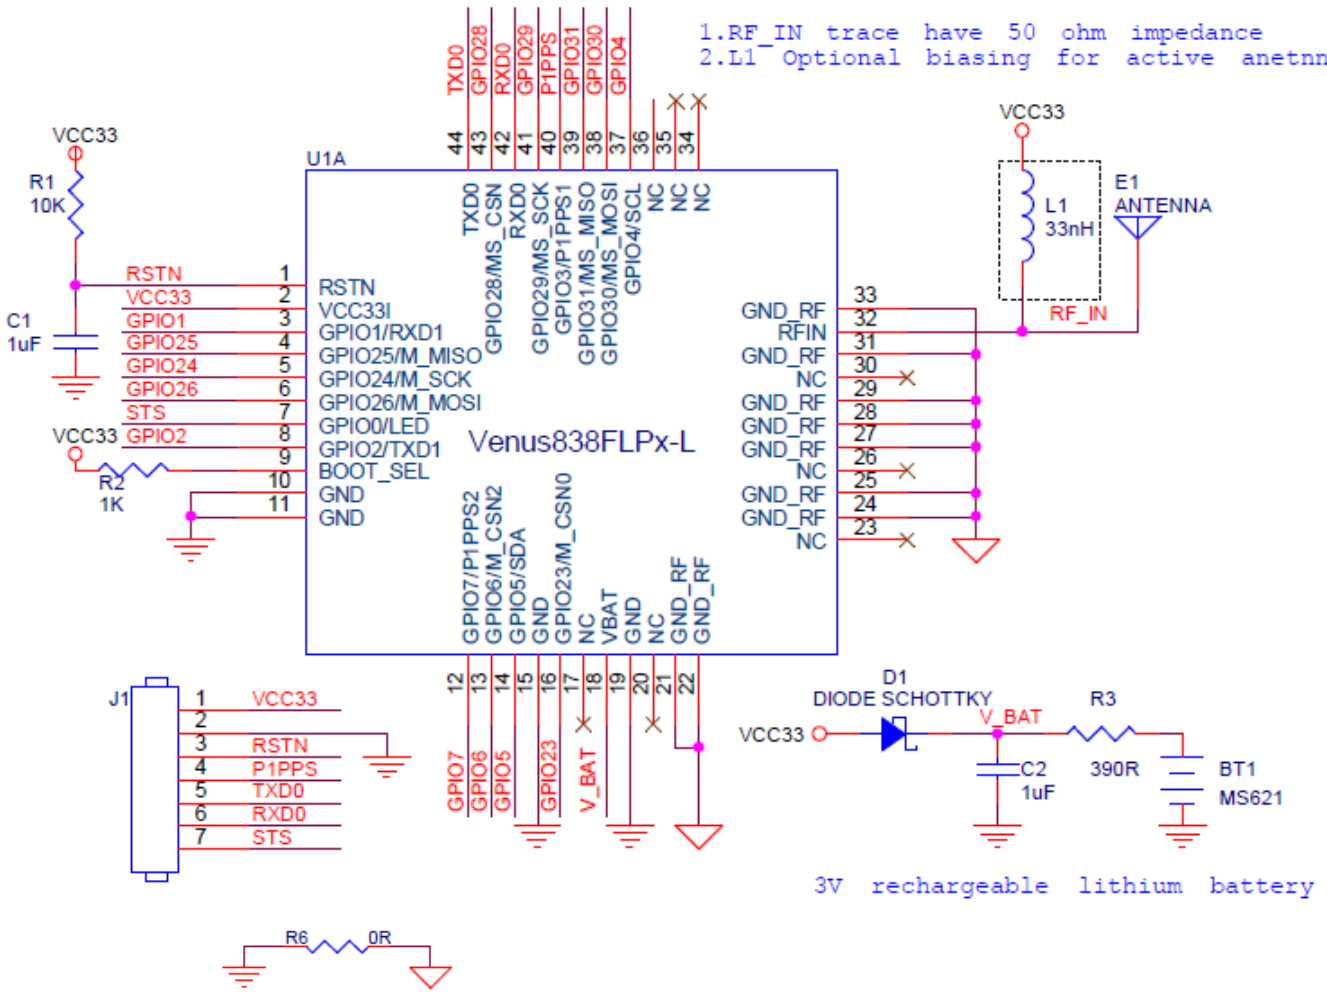 1.RF_IN trace have 50 ohm impedance
2.L1 Optional biasing for active anetnn
TXD0
GPIO28
RXD0
GPIO29
P1PPS
GPIO31
GPIO30
GPIO4
44
43
42
41
40
39
38
37
36
35
34
VCC33
R1
10K
C1
1uF
U1A
TXD0
GPIO28/MS_CSN
RXD0
GPIO29/MS_SCK
GPIO3/P1PPS1
GPIO31/MS_MISO
GPIO30/MS_MOSI
GPIO4/SCL
NC
NC
NC
VCC33
L1
33nH
E1
ANTENNA
RF_IN
RSTN 1 RSTN
VCC33 2 VCC33I
GPIO1 3 GPIO1/RXD1
GPIO25 4 GPIO25/M_MISO
GPIO24 5 GPIO24/M_SCK
GPIO26 6 GPIO26/M_MOSI
STS 7 GPIO0/LED
GPIO2 8 GPIO2/TXD1
9 BOOT_SEL
10 GND
11 GND
VCC33
R2
1K
Venus838FLPx-L
GND_RF 33
RFIN 32
GND_RF 31
NC 30
GND_RF 29
GND_RF 28
GND_RF 27
NC 26
GND_RF 25
GND_RF 24
NC 23
GPIO7/P1PPS2
GPIO6/M_CSN2
GPIO5/SDA
GND
GPIO23/M_CSN0
NC
VBAT
GND
NC
GND_RF
GND_RF
12
13
14
15
16
17
18
19
20
21
22
GPIO7
GPIO6
GPIO5
GPIO23
V_BAT
J1
1 VCC33
2
3 RSTN
4 P1PPS
5 TXD0
6 RXD0
7 STS
D1
DIODE SCHOTTKY
VCC33
V_BAT
R3
390R
C2
1uF
BT1
MS621
3V rechargeable lithium battery
R6 0R